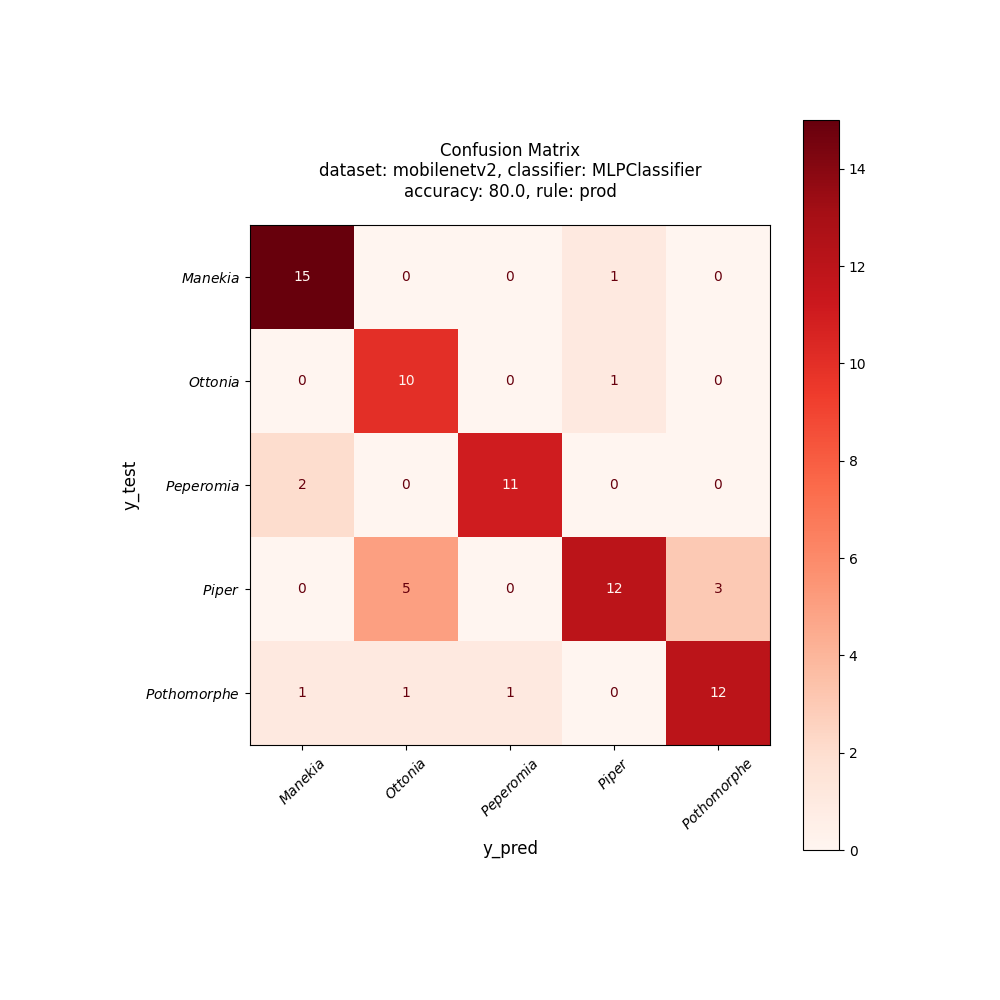 Confusion Matrix
dataset: mobilenetv2, classifier: MLPClassifier
accuracy: 80.0, rule: prod
Manekia 15 0 0 1 0
Ottonia 0 10 0 1 0
Peperomia 2 0 11 0 0
Piper 0 5 0 12 3
Pothomorphe 1 1 1 0 12
y_test
Manekia Ottonia Peperomia Piper Pothomorphe
y_pred
14
12
10
8
6
4
2
0